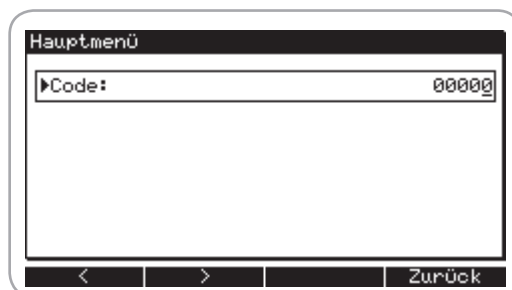 Hauptmenü
▶Code: 00000
< > Zurück